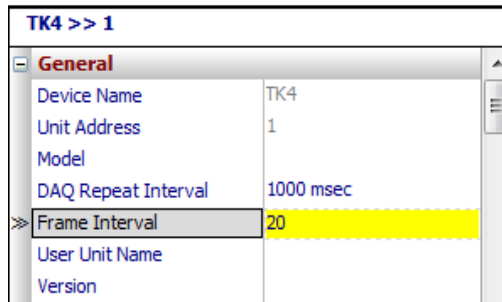 TK4 >> 1
General
Device Name TK4
Unit Address 1
Model
DAQ Repeat Interval 1000 msec
Frame Interval 20
User Unit Name
Version